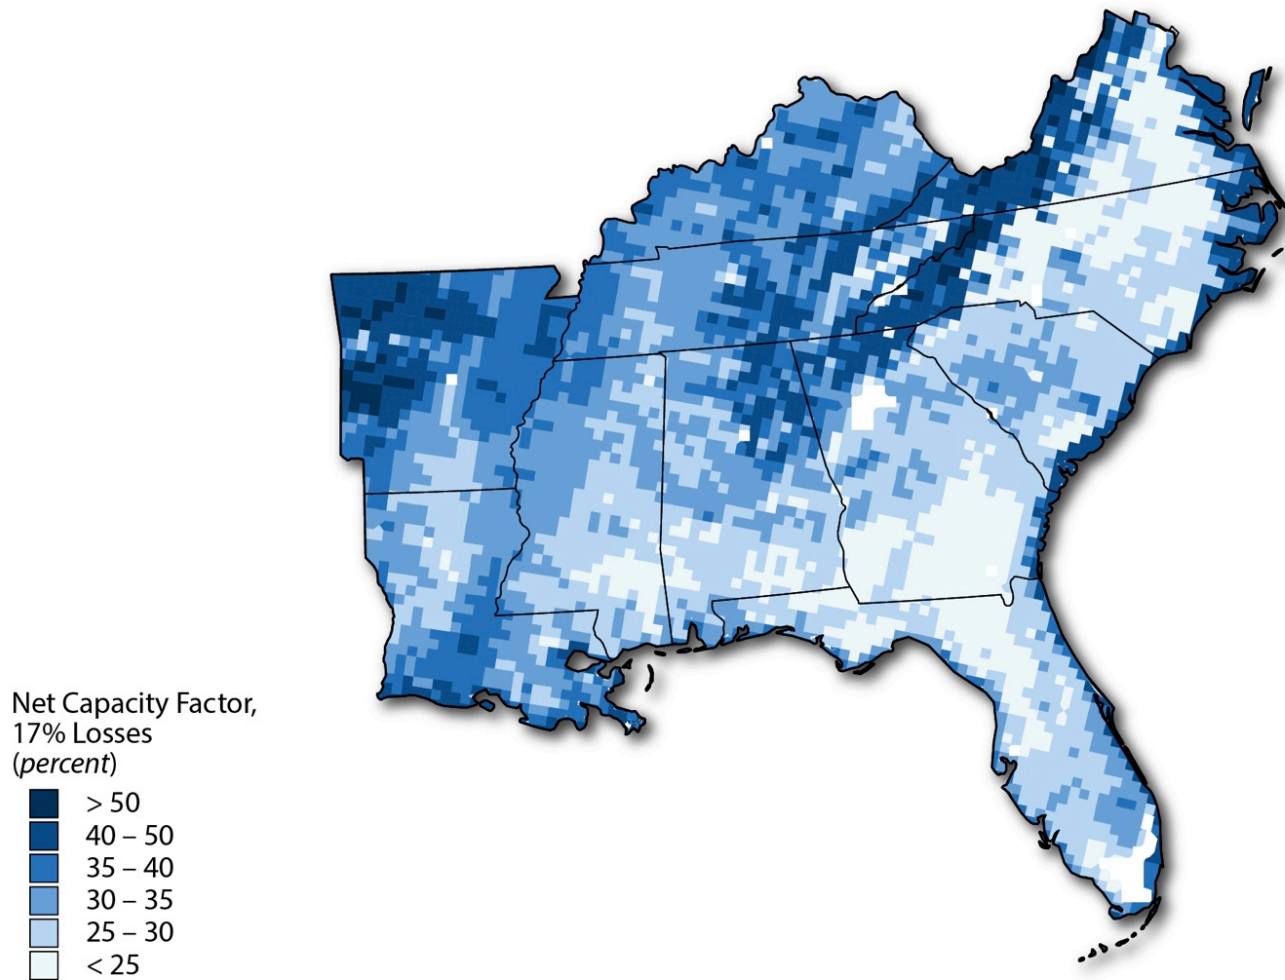 Net Capacity Factor,
17% Losses
(percent)
> 50
40 – 50
35 – 40
30 – 35
25 – 30
< 25